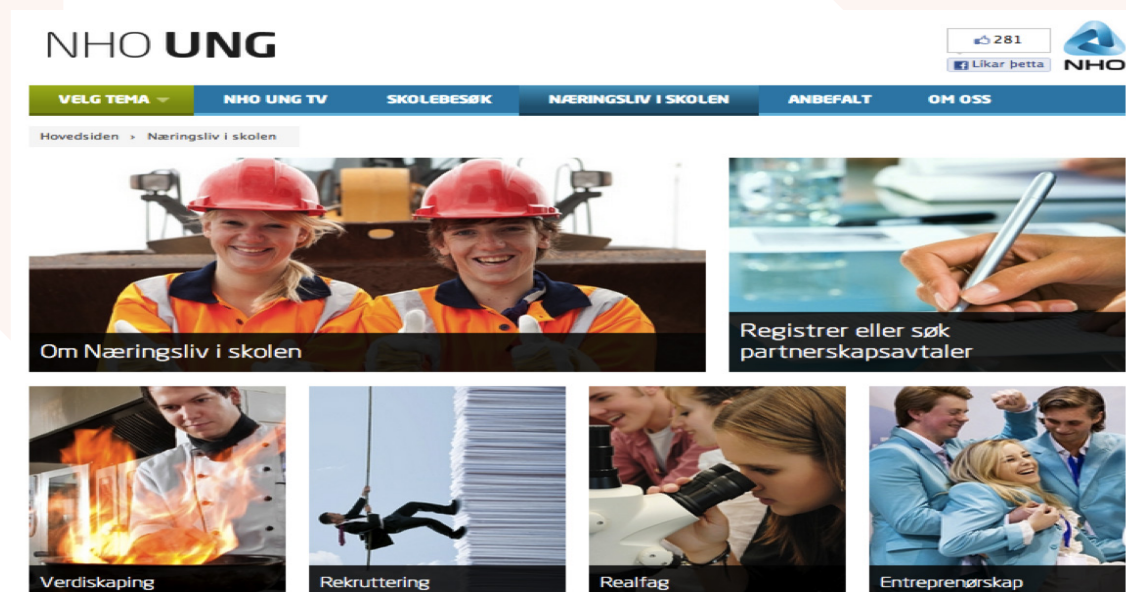 NHO UNG
281
Líkar þetta
NHO
VELG TEMA
NHO UNG TV
SKOLEBESØK
NÆRINGSLIV I SKOLEN
ANBEFALT
OM OSS
Hovedsiden › Næringsliv i skolen
Om Næringsliv i skolen
Registrer eller søk
partnerskapsavtaler
Verdiskaping
Rekruttering
Realfag
Entreprenørskap